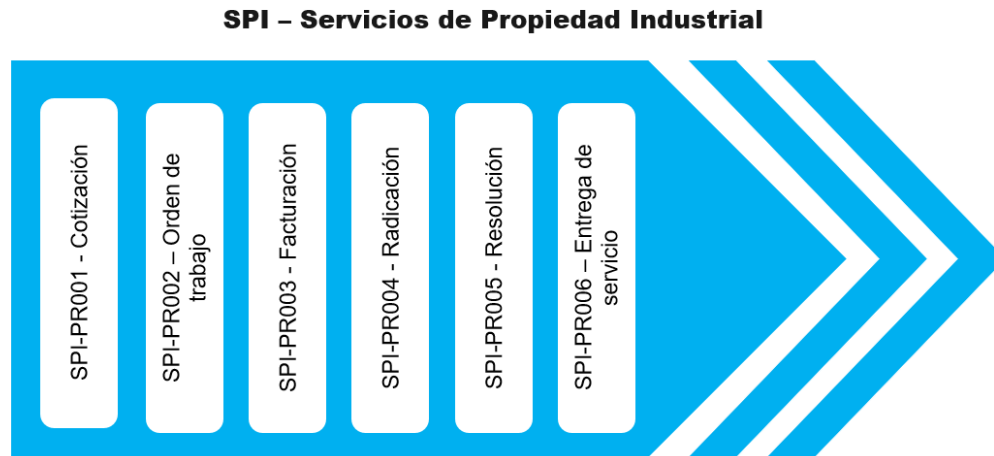 SPI – Servicios de Propiedad Industrial
SPI-PR001 - Cotización
SPI-PR002 – Orden de
trabajo
SPI-PR003 - Facturación
SPI-PR004 - Radicación
SPI-PR005 - Resolución
SPI-PR006 – Entrega de
servicio